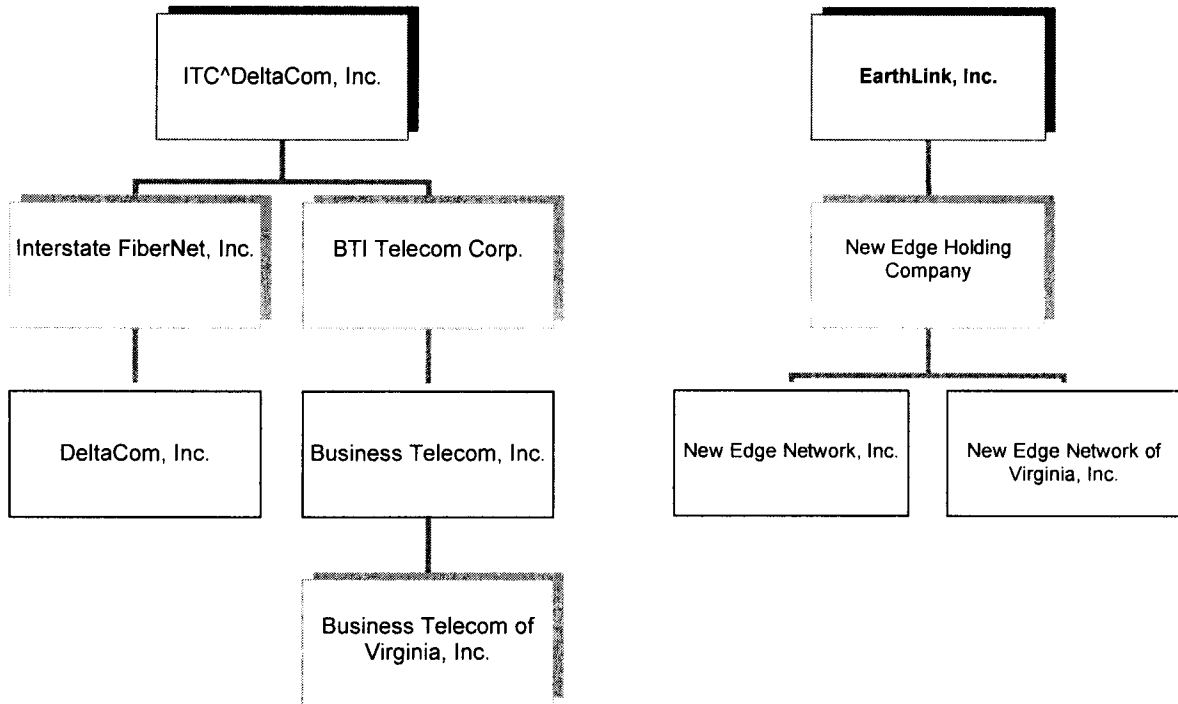 ITC^DeltaCom, Inc.
EarthLink, Inc.
Interstate FiberNet, Inc.
BTI Telecom Corp.
New Edge Holding
Company
DeltaCom, Inc.
Business Telecom, Inc.
New Edge Network, Inc.
New Edge Network of
Virginia, Inc.
Business Telecom of
Virginia, Inc.